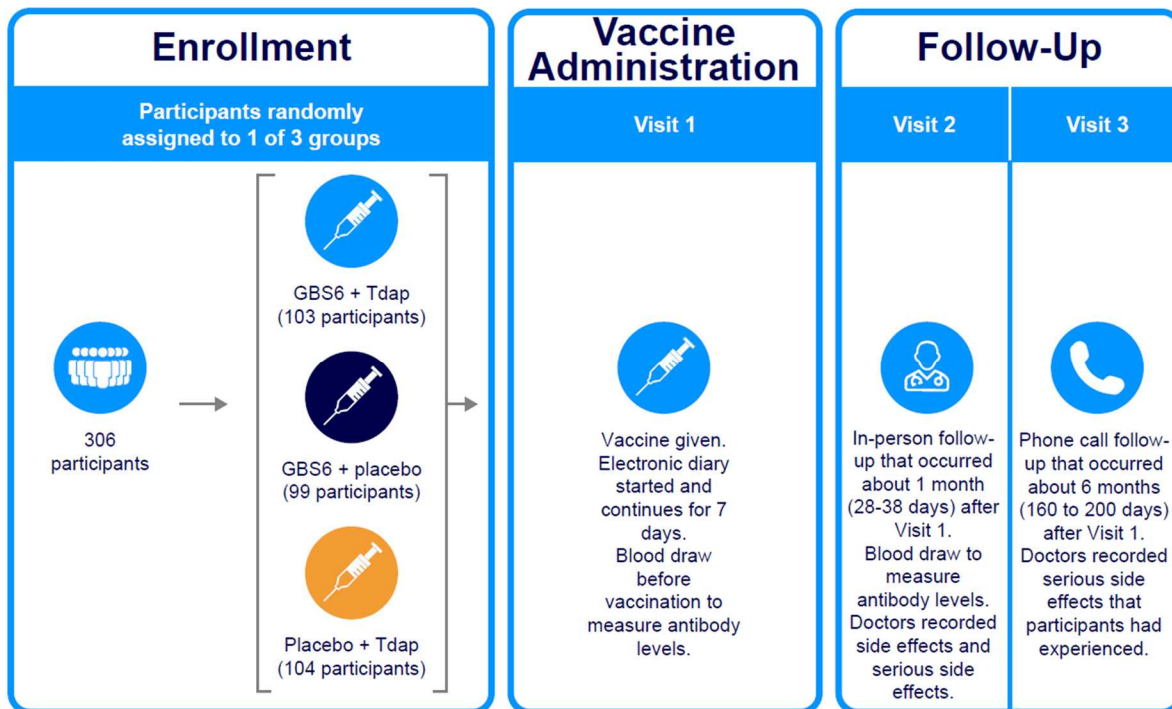 Enrollment
Participants randomly
assigned to 1 of 3 groups
306
participants
GBS6 + Tdap
(103 participants)
GBS6 + placebo
(99 participants)
Placebo + Tdap
(104 participants)
Vaccine
Administration
Visit 1
Vaccine given.
Electronic diary
started and
continues for 7
days.
Blood draw
before
vaccination to
measure antibody
levels.
Follow-Up
Visit 2
In-person follow-
up that occurred
about 1 month
(28-38 days) after
Visit 1.
Blood draw to
measure
antibody levels.
Doctors recorded
side effects and
serious side
effects.
Visit 3
Phone call follow-
up that occurred
about 6 months
(160 to 200 days)
after Visit 1.
Doctors recorded
serious side
effects that
participants had
experienced.